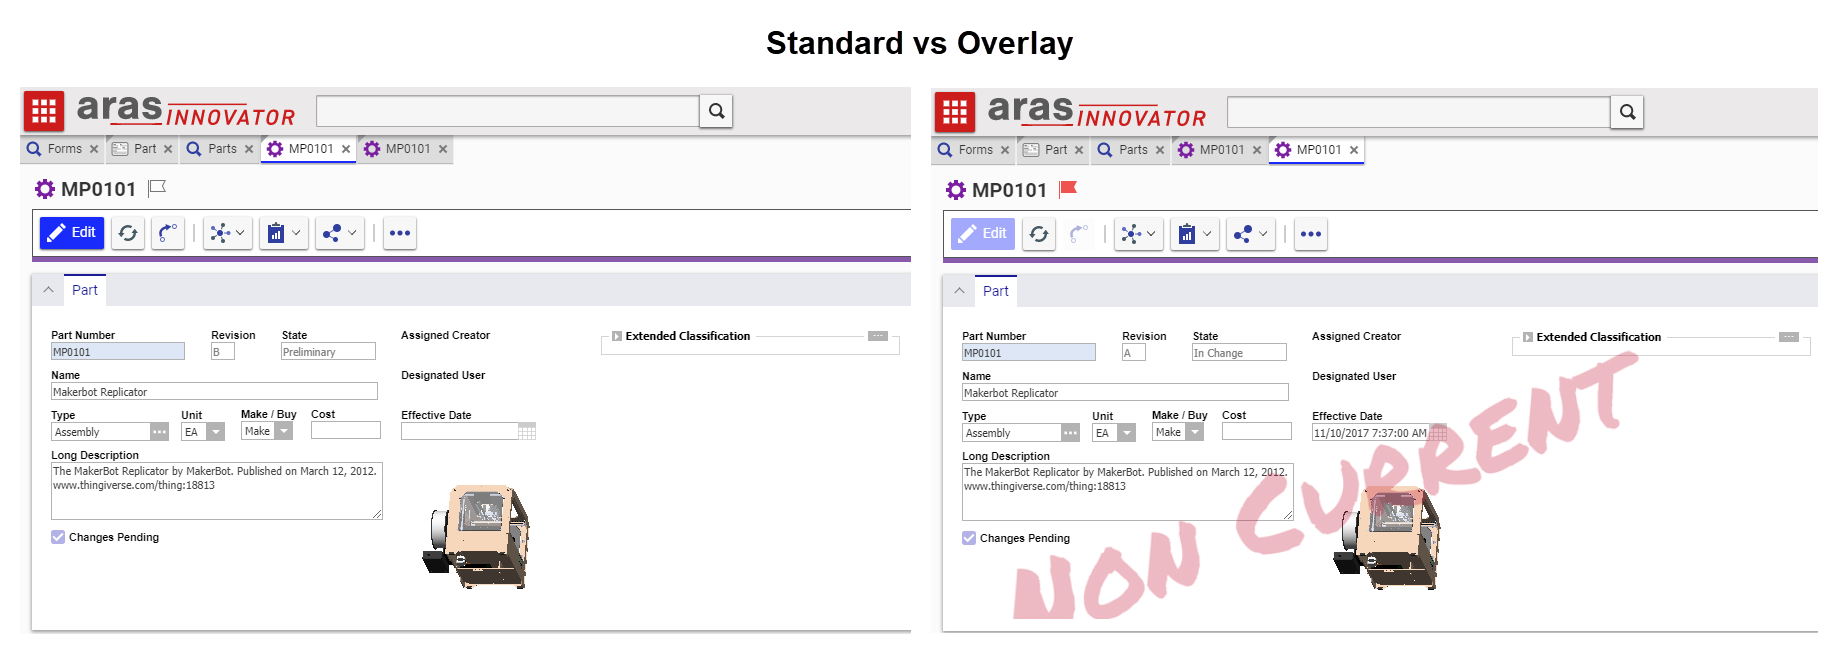 Standard vs Overlay
aras INNOVATOR
Forms Part Parts MP0101 MP0101
MP0101
Edit
Part
Part Number Revision State Assigned Creator Extended Classification
MP0101 B Preliminary
Name Designated User
Makerbot Replicator
Type Unit Make / Buy Cost Effective Date
Assembly EA Make
Long Description
The MakerBot Replicator by MakerBot. Published on March 12, 2012.
www.thingiverse.com/thing:18813
Changes Pending
aras INNOVATOR
Forms Part Parts MP0101 MP0101
MP0101
Edit
Part
Part Number Revision State Assigned Creator Extended Classification
MP0101 A In Change
Name Designated User
Makerbot Replicator
Type Unit Make / Buy Cost Effective Date
Assembly EA Make 11/10/2017 7:37:00 AM
Long Description
The MakerBot Replicator by MakerBot. Published on March 12, 2012.
www.thingiverse.com/thing:18813
Changes Pending
NON CURRENT